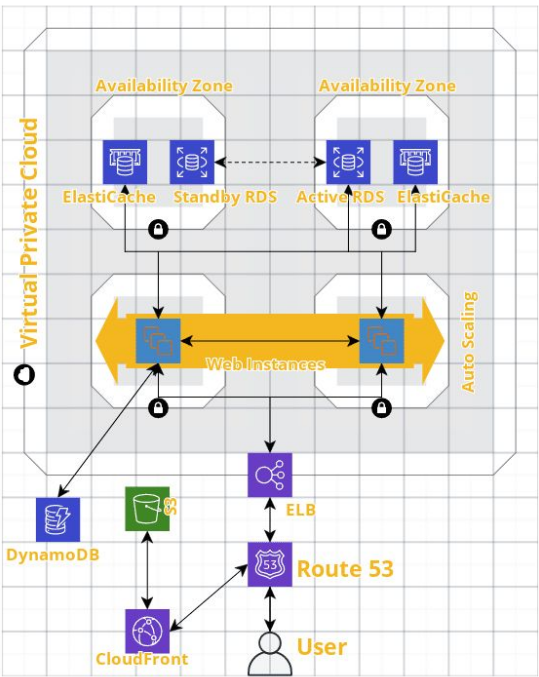 Availability Zone
Availability Zone
Virtual Private Cloud
ElastiCache
Standby RDS
Active RDS
ElastiCache
Auto Scaling
Web Instances
S3
ELB
DynamoDB
53
Route 53
CloudFront
User